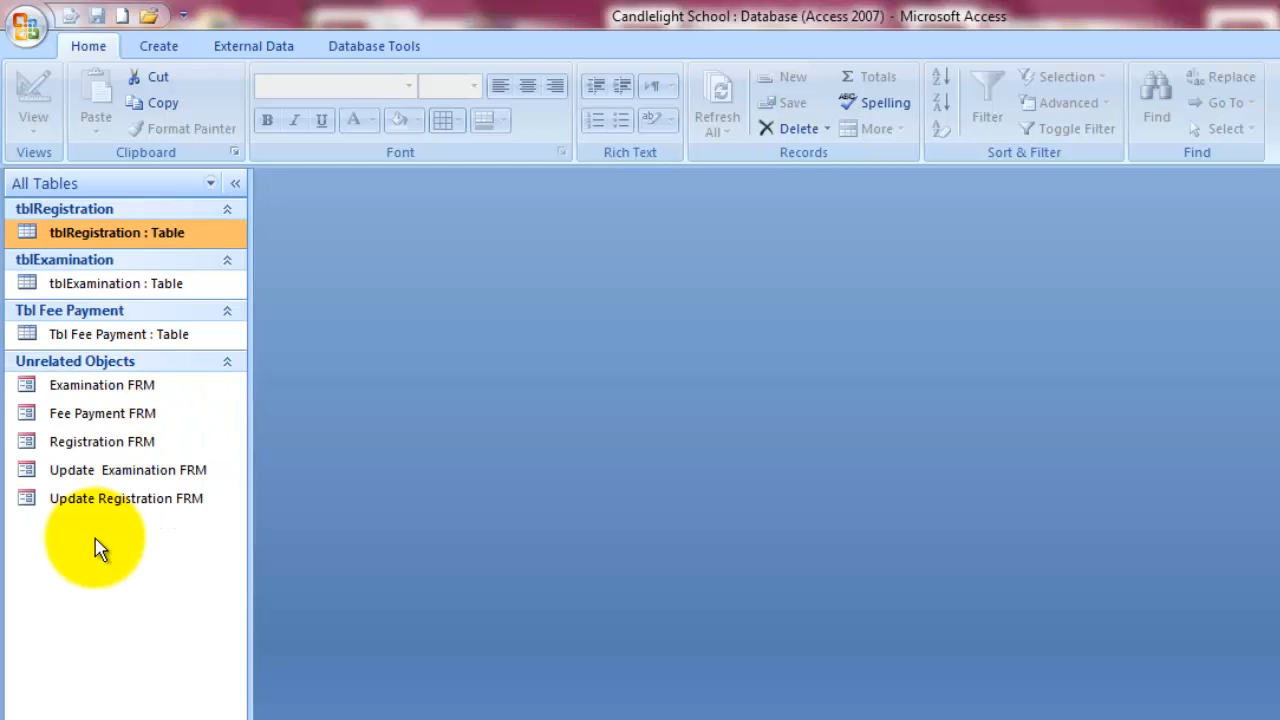 Candlelight School : Database (Access 2007) - Microsoft Access
Home Create External Data Database Tools
View
Views
Paste
Cut
Copy
Format Painter
Clipboard
B I U A
Font
Rich Text
Refresh All
New
Save
Delete
Totals
Spelling
More
Records
Filter
Selection
Advanced
Toggle Filter
Sort & Filter
Find
Replace
Go To
Select
Find
All Tables
tblRegistration
tblRegistration : Table
tblExamination
tblExamination : Table
Tbl Fee Payment
Tbl Fee Payment : Table
Unrelated Objects
Examination FRM
Fee Payment FRM
Registration FRM
Update  Examination FRM
Update Registration FRM